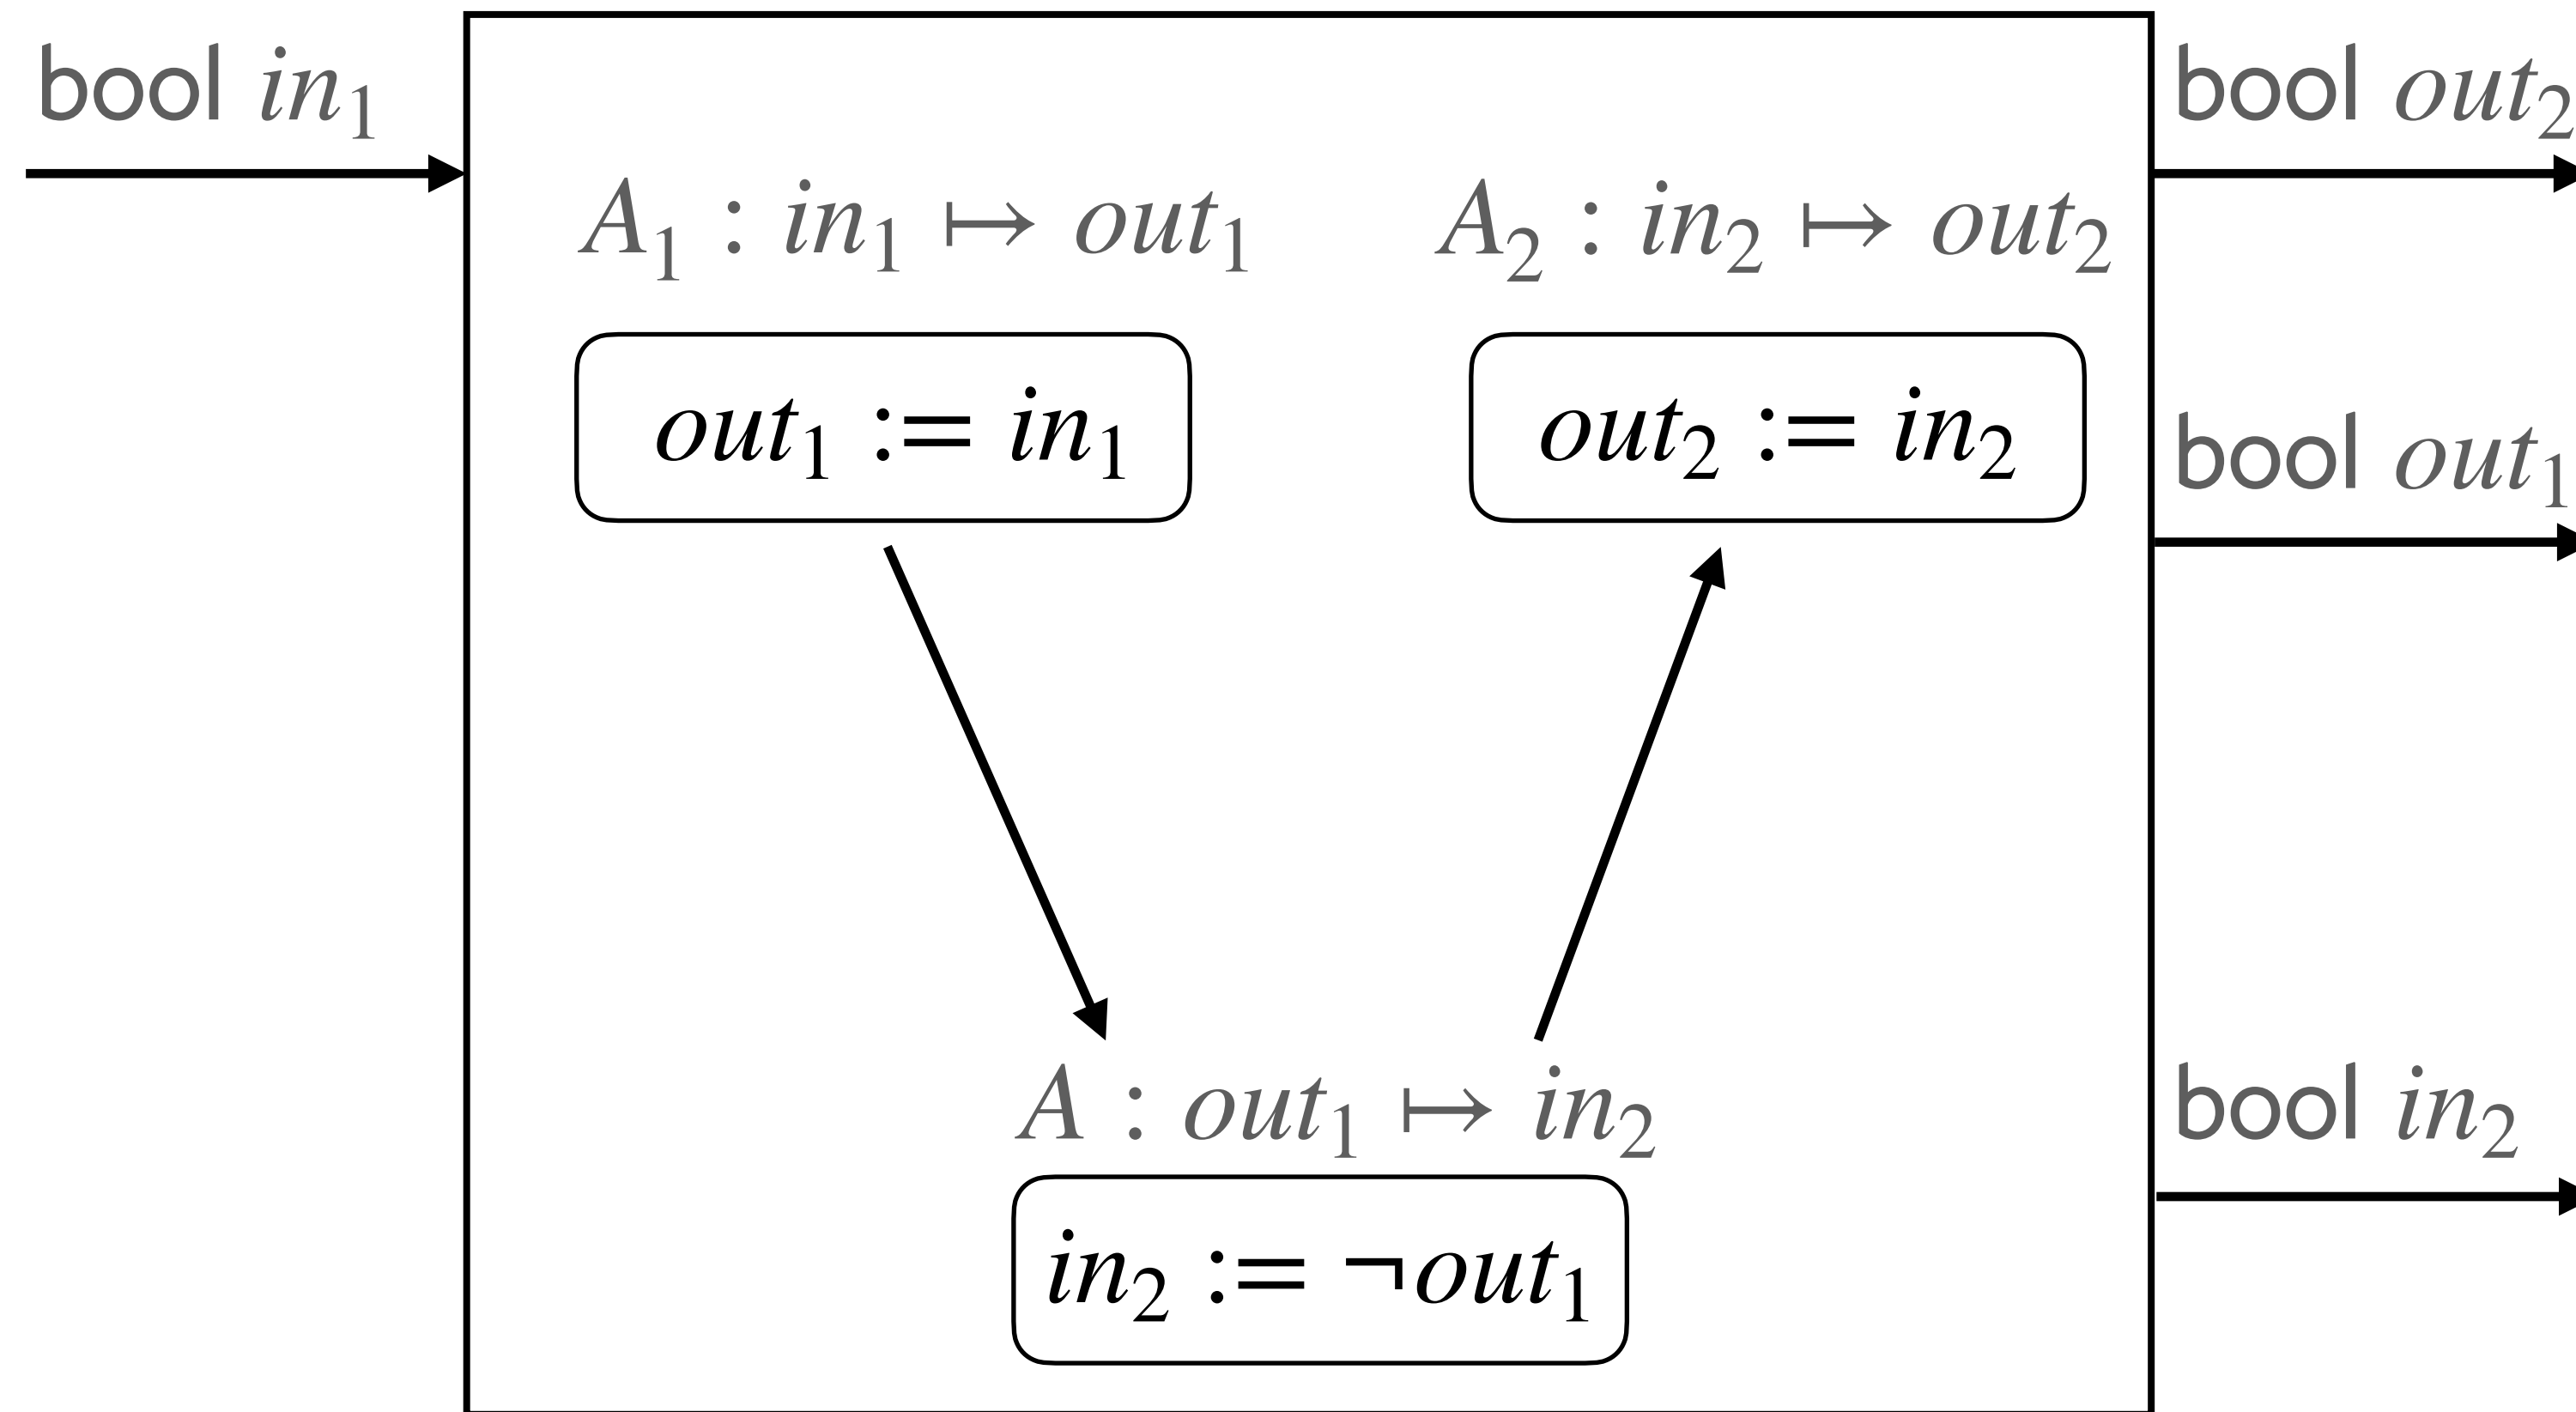 bool in₁
bool out₂
A₁ : in₁ ↦ out₁
A₂ : in₂ ↦ out₂
out₁ := in₁
out₂ := in₂
bool out₁
A : out₁ ↦ in₂
bool in₂
in₂ := ¬out₁